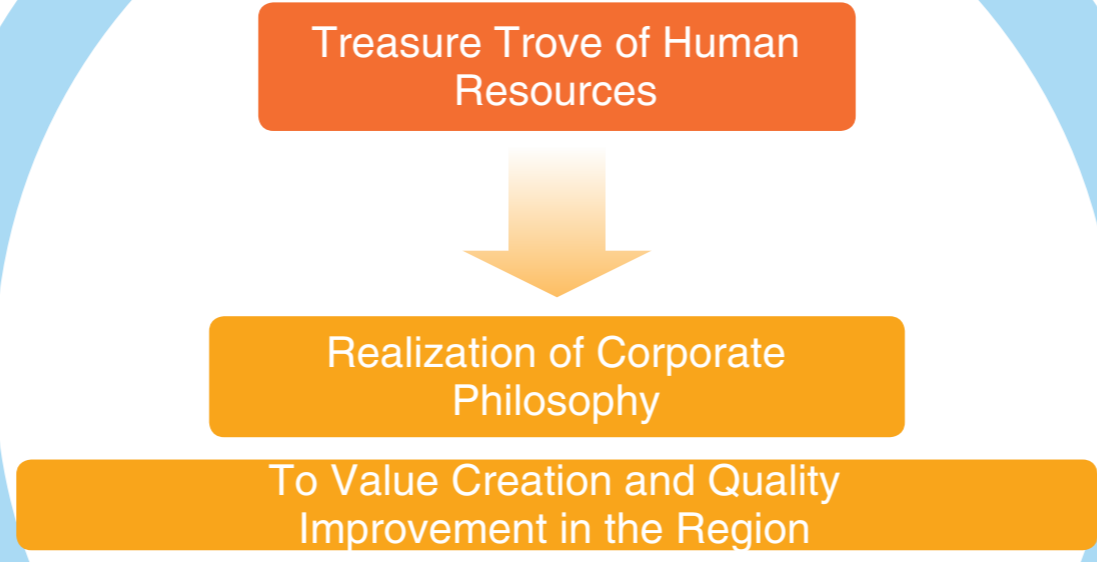 Treasure Trove of Human
Resources
Realization of Corporate
Philosophy
To Value Creation and Quality
Improvement in the Region